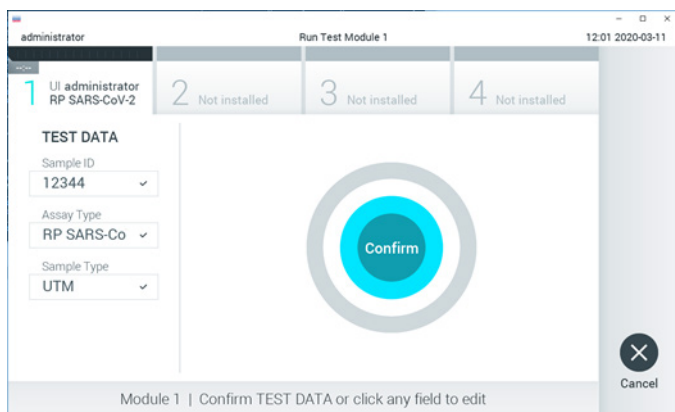 administrator
Run Test Module 1
12:01 2020-03-11
--:--
1 UI administrator
RP SARS-CoV-2
2 Not installed
3 Not installed
4 Not installed
TEST DATA
Sample ID
12344
Assay Type
RP SARS-Co
Sample Type
UTM
Confirm
Cancel
Module 1 | Confirm TEST DATA or click any field to edit